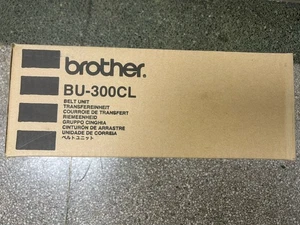 brother.
BU-300CL
BELT UNIT
TRANSFEREINHEIT
COURROIE DE TRANSFERT
RIEMEENHEID
GRUPPO CINGHIA
CINTURÓN DE ARRASTRE
UNIDADE DE CORREIA
ベルトユニット